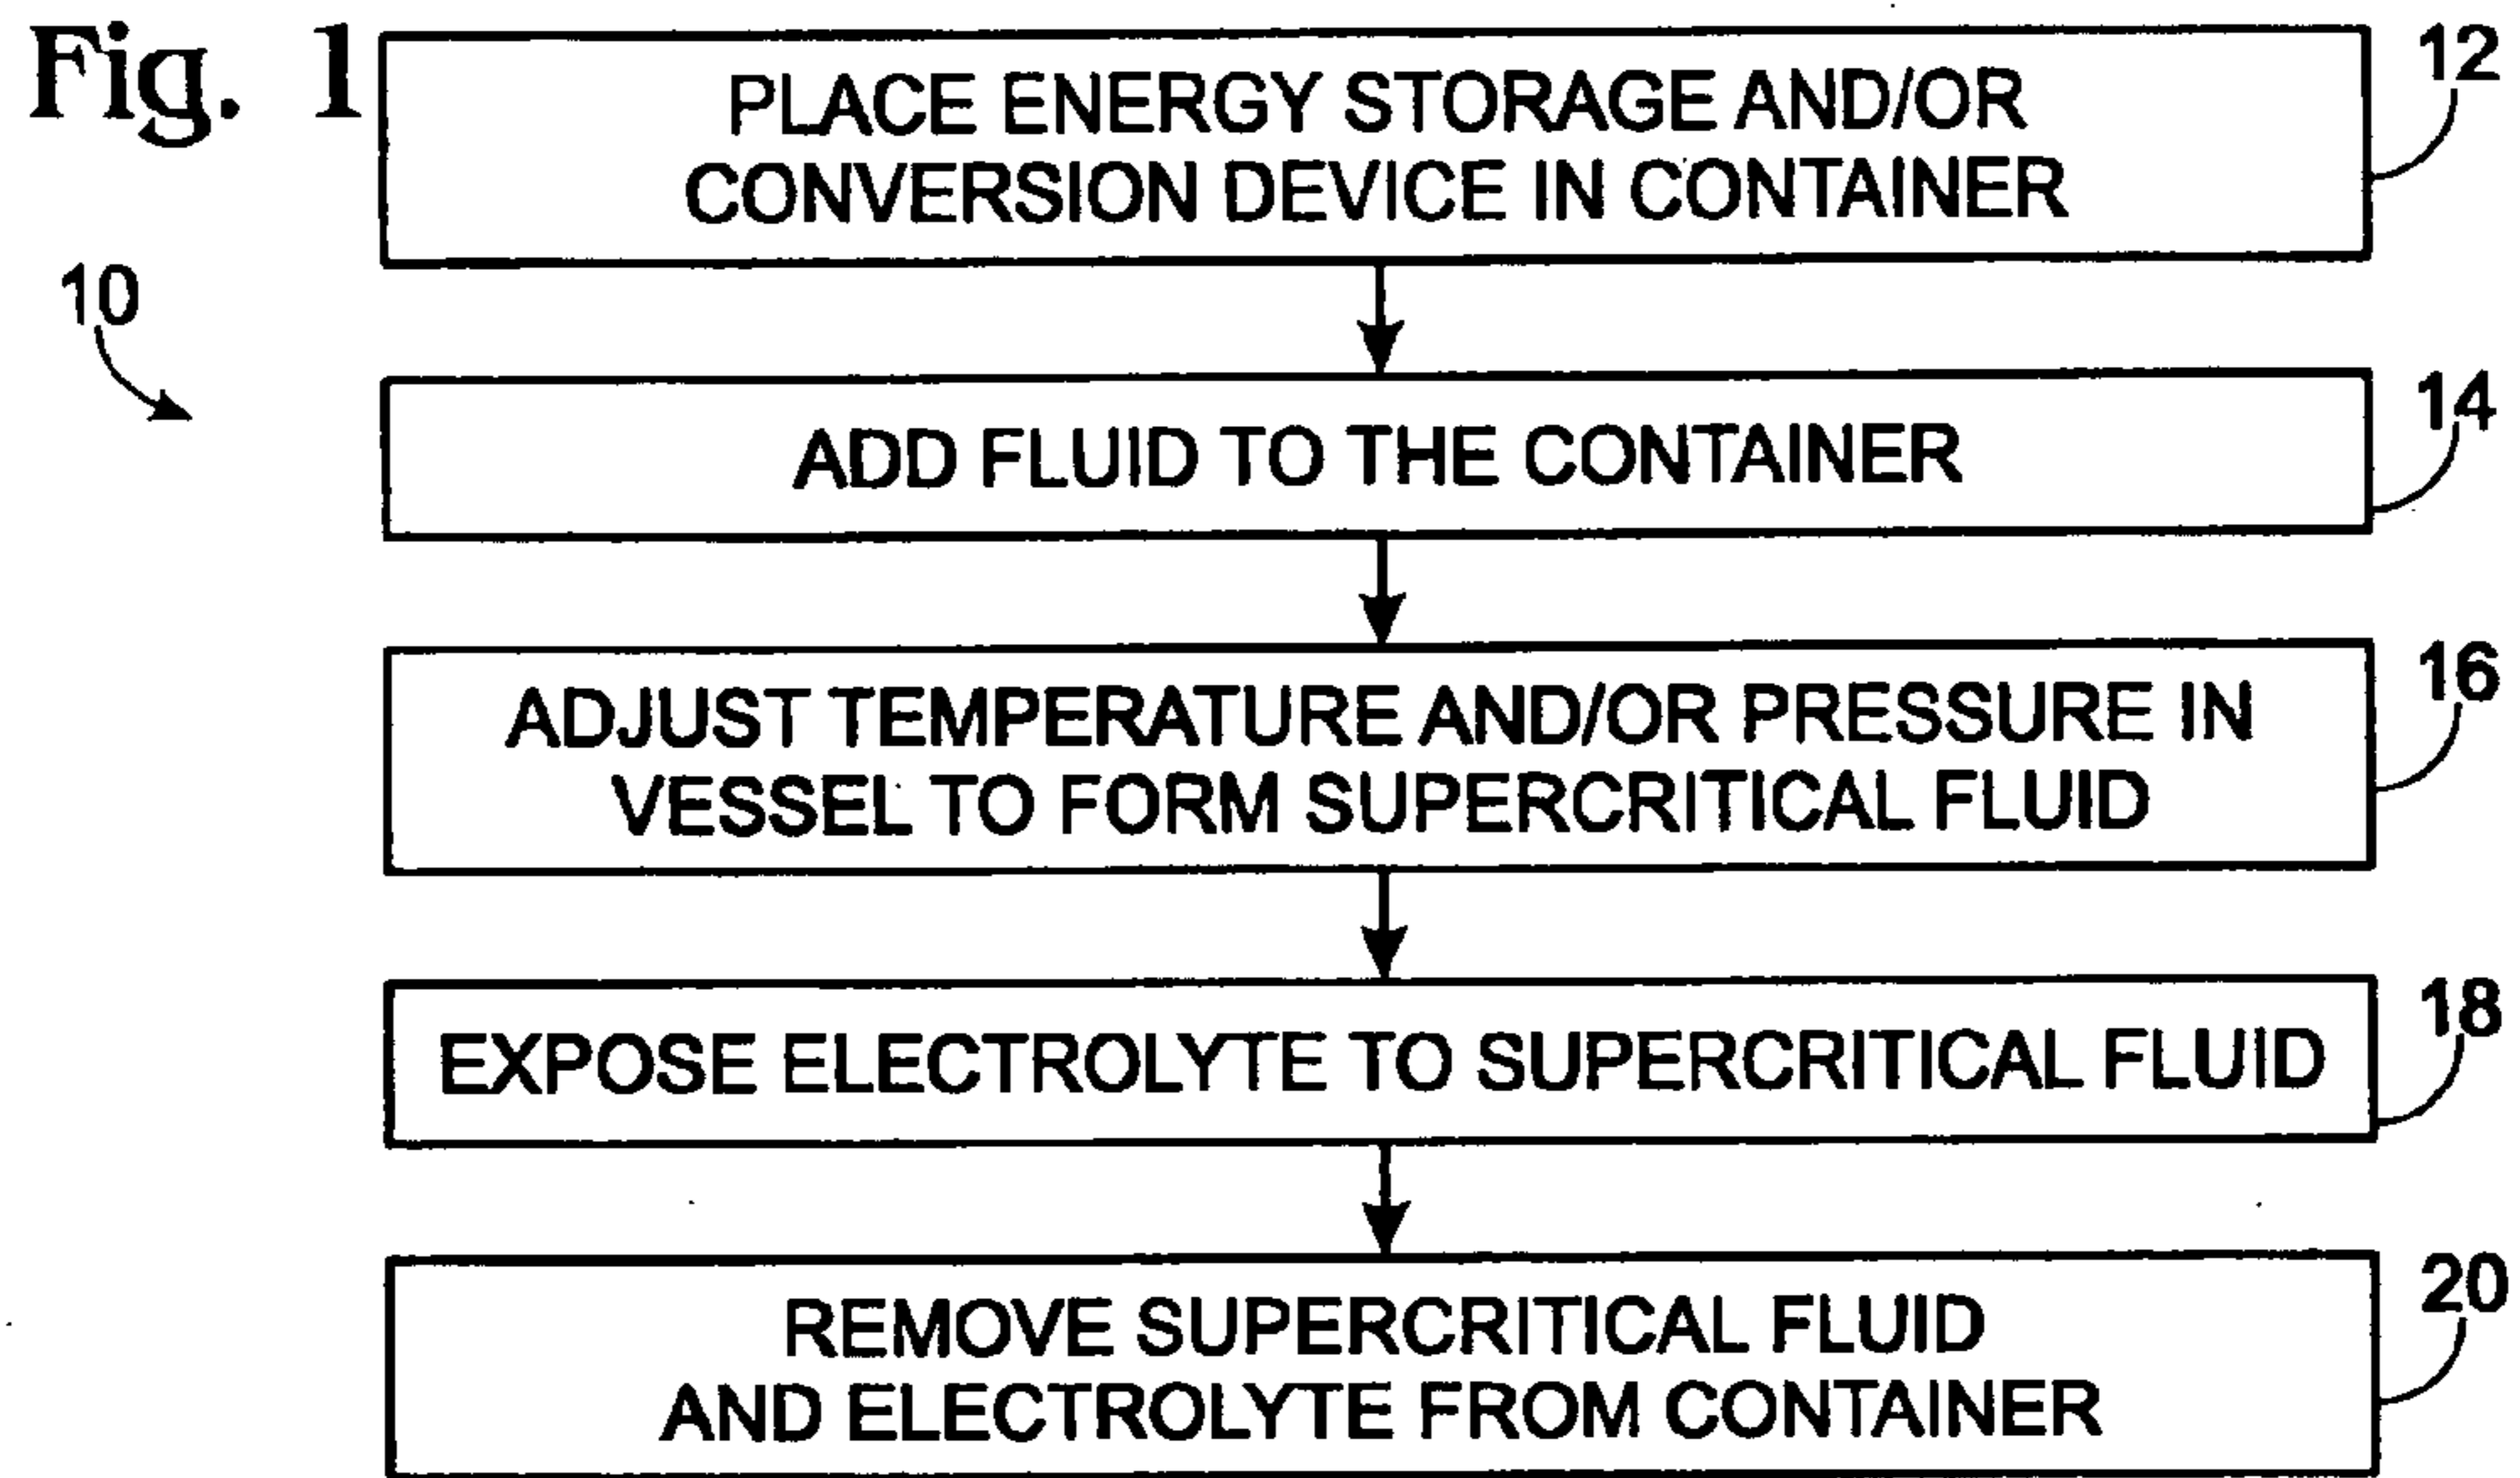 Fig. 1
12
PLACE ENERGY STORAGE AND/OR
CONVERSION DEVICE IN CONTAINER
10
14
ADD FLUID TO THE CONTAINER
16
ADJUST TEMPERATURE AND/OR PRESSURE IN
VESSEL TO FORM SUPERCRITICAL FLUID
18
EXPOSE ELECTROLYTE TO SUPERCRITICAL FLUID
20
REMOVE SUPERCRITICAL FLUID
AND ELECTROLYTE FROM CONTAINER